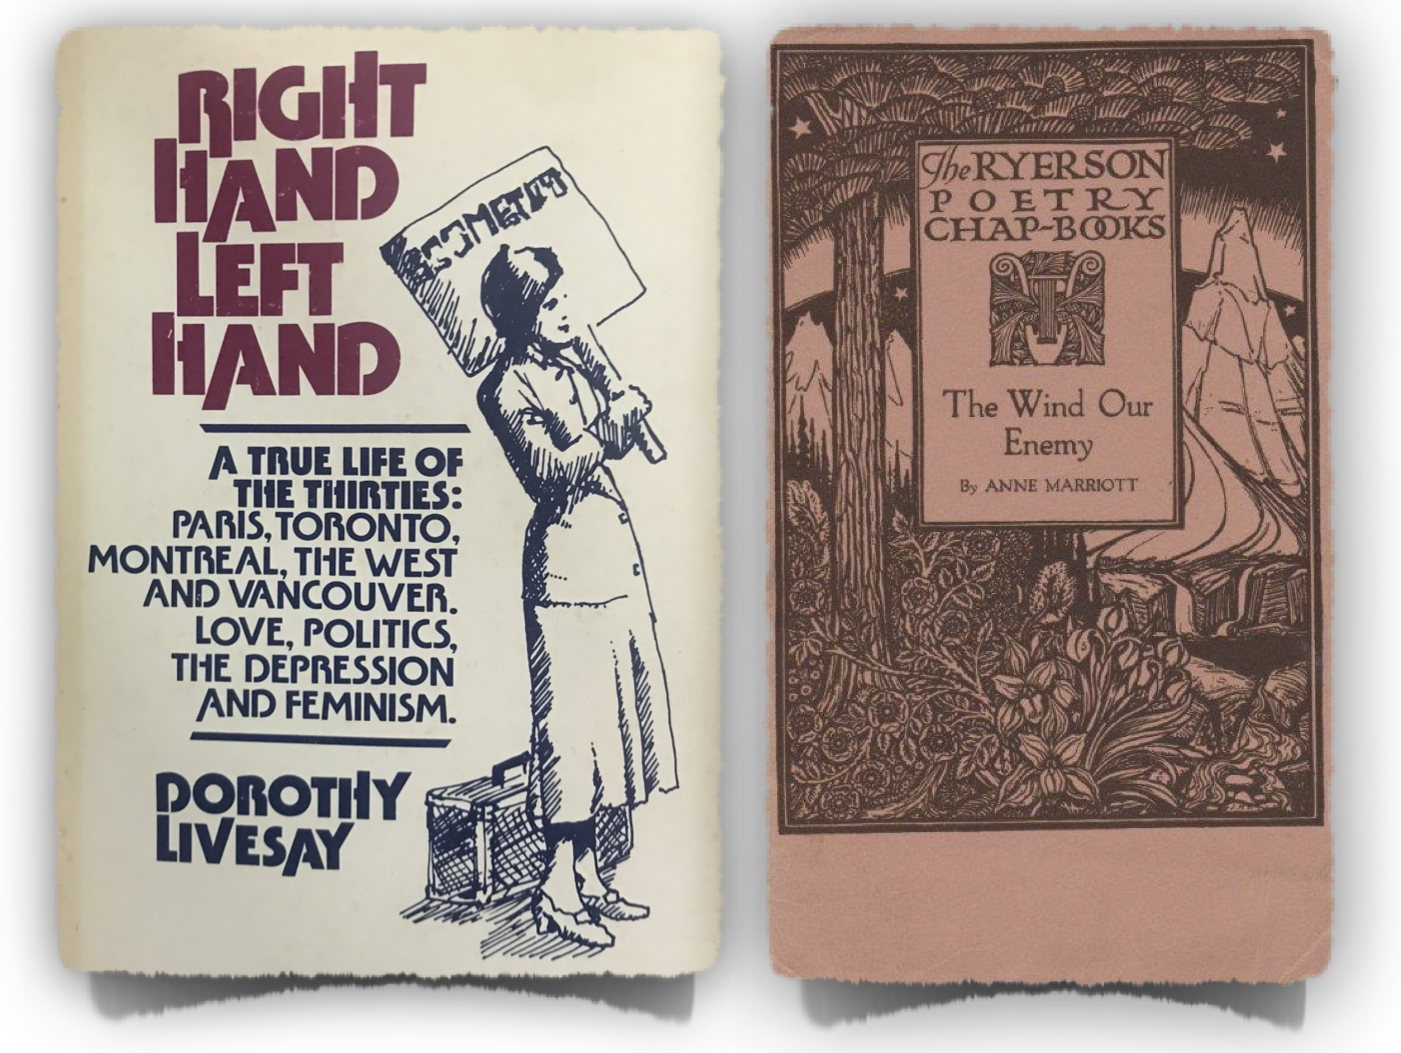 RIGHT
HAND
LEFT
HAND
A TRUE LIFE OF
THE THIRTIES:
PARIS, TORONTO,
MONTREAL, THE WEST
AND VANCOUVER.
LOVE, POLITICS,
THE DEPRESSION
AND FEMINISM.
DOROTHY
LIVESAY
The RYERSON
POETRY
CHAP-BOOKS
The Wind Our
Enemy
By ANNE MARRIOTT